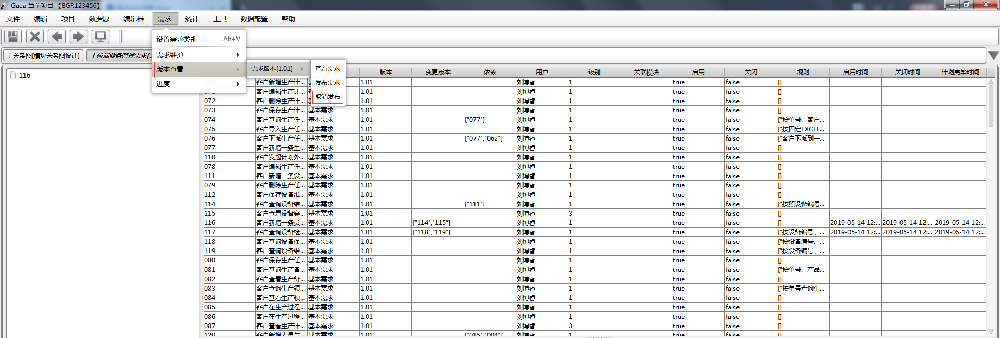 Gaea 当前项目 【BGR123456】
文件 编辑 项目 数据源 编辑器 需求 统计 工具 数据配置 帮助
设置需求类别 Alt+V
需求维护
版本查看
进度
需求版本[1.01]
查看需求
发布需求
取消发布
主关系图[模块关系图设计] 上位端业务管理需求[
116
版本 变更版本 依赖 用户 级别 关联模块 启用 关闭 规则 启用时间 关闭时间 计划完毕时间
070 客户新增生产计... 1.01 刘博睿 1 true false []
071 客户编辑生产计... 1.01 刘博睿 1 true false []
072 客户删除生产计... 1.01 刘博睿 1 true false []
073 客户保存生产计... 基本需求 1.01 刘博睿 1 true false []
074 客户查询生产任... 基本需求 1.01 ["077"] 刘博睿 1 true false ["按单号、客户...
075 客户导入生产任... 基本需求 1.01 刘博睿 1 true false ["按固定EXCEL...
076 客户下派生产任... 基本需求 1.01 ["077","062"] 刘博睿 1 true false ["客户下派到一...
077 客户新增一条生... 基本需求 1.01 刘博睿 1 true false []
110 客户发起计划外... 基本需求 1.01 刘博睿 1 true false []
078 客户编辑生产任... 基本需求 1.01 刘博睿 1 true false []
111 客户新增一条设... 基本需求 1.01 刘博睿 1 true false []
079 客户删除生产任... 基本需求 1.01 刘博睿 1 true false []
112 客户保存设备维... 基本需求 1.01 刘博睿 1 true false []
114 客户查询设备维... 基本需求 1.01 ["111"] 刘博睿 1 true false ["按照设备编号...
115 客户查看设备穿... 基本需求 1.01 刘博睿 3 true false []
116 客户新增一条员... 基本需求 1.01 ["114","115"] 刘博睿 1 true false [] 2019-05-14 12:... 2019-05-14 12:... 2019-05-14 12:...
117 客户查询设备检... 基本需求 1.01 ["118","119"] 刘博睿 1 true false ["按设备编号、... 2019-05-14 12:... 2019-05-14 12:... 2019-05-14 12:...
118 客户查询设备保... 基本需求 1.01 刘博睿 1 true false ["按设备编号、...
119 客户查询设备维... 基本需求 1.01 刘博睿 1 true false ["按设备编号、...
080 客户保存生产任... 基本需求 1.01 刘博睿 1 true false []
081 客户查询生产备... 基本需求 1.01 刘博睿 1 true false ["按单号、产品...
082 客户查看生产备... 基本需求 1.01 刘博睿 1 true false []
083 客户查询生产领... 基本需求 1.01 刘博睿 1 true false ["按单号查询生...
084 客户查看生产领... 基本需求 1.01 刘博睿 1 true false []
085 客户在生产过程... 基本需求 1.01 刘博睿 1 true false []
086 客户在生产过程... 基本需求 1.01 刘博睿 1 true false []
087 客户查看生产计... 基本需求 1.01 刘博睿 3 true false []
120 客户新增人员与... 基本需求 1.01 ["015","004"] 刘博睿 1 true false []